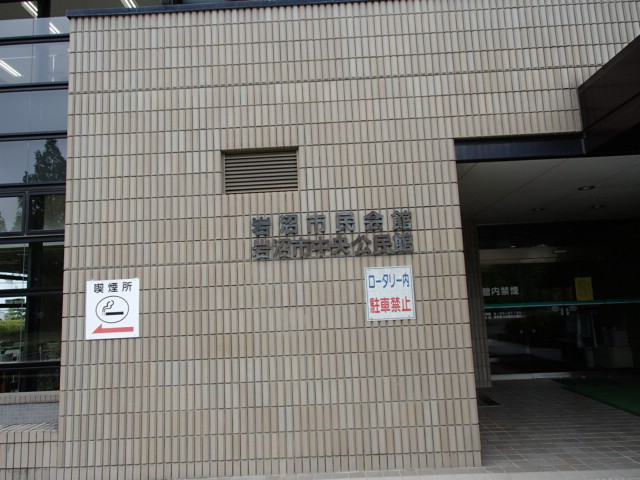 岩沼市民会館
岩沼市中央公民館
喫煙所
ロータリー内
駐車禁止
館内禁煙